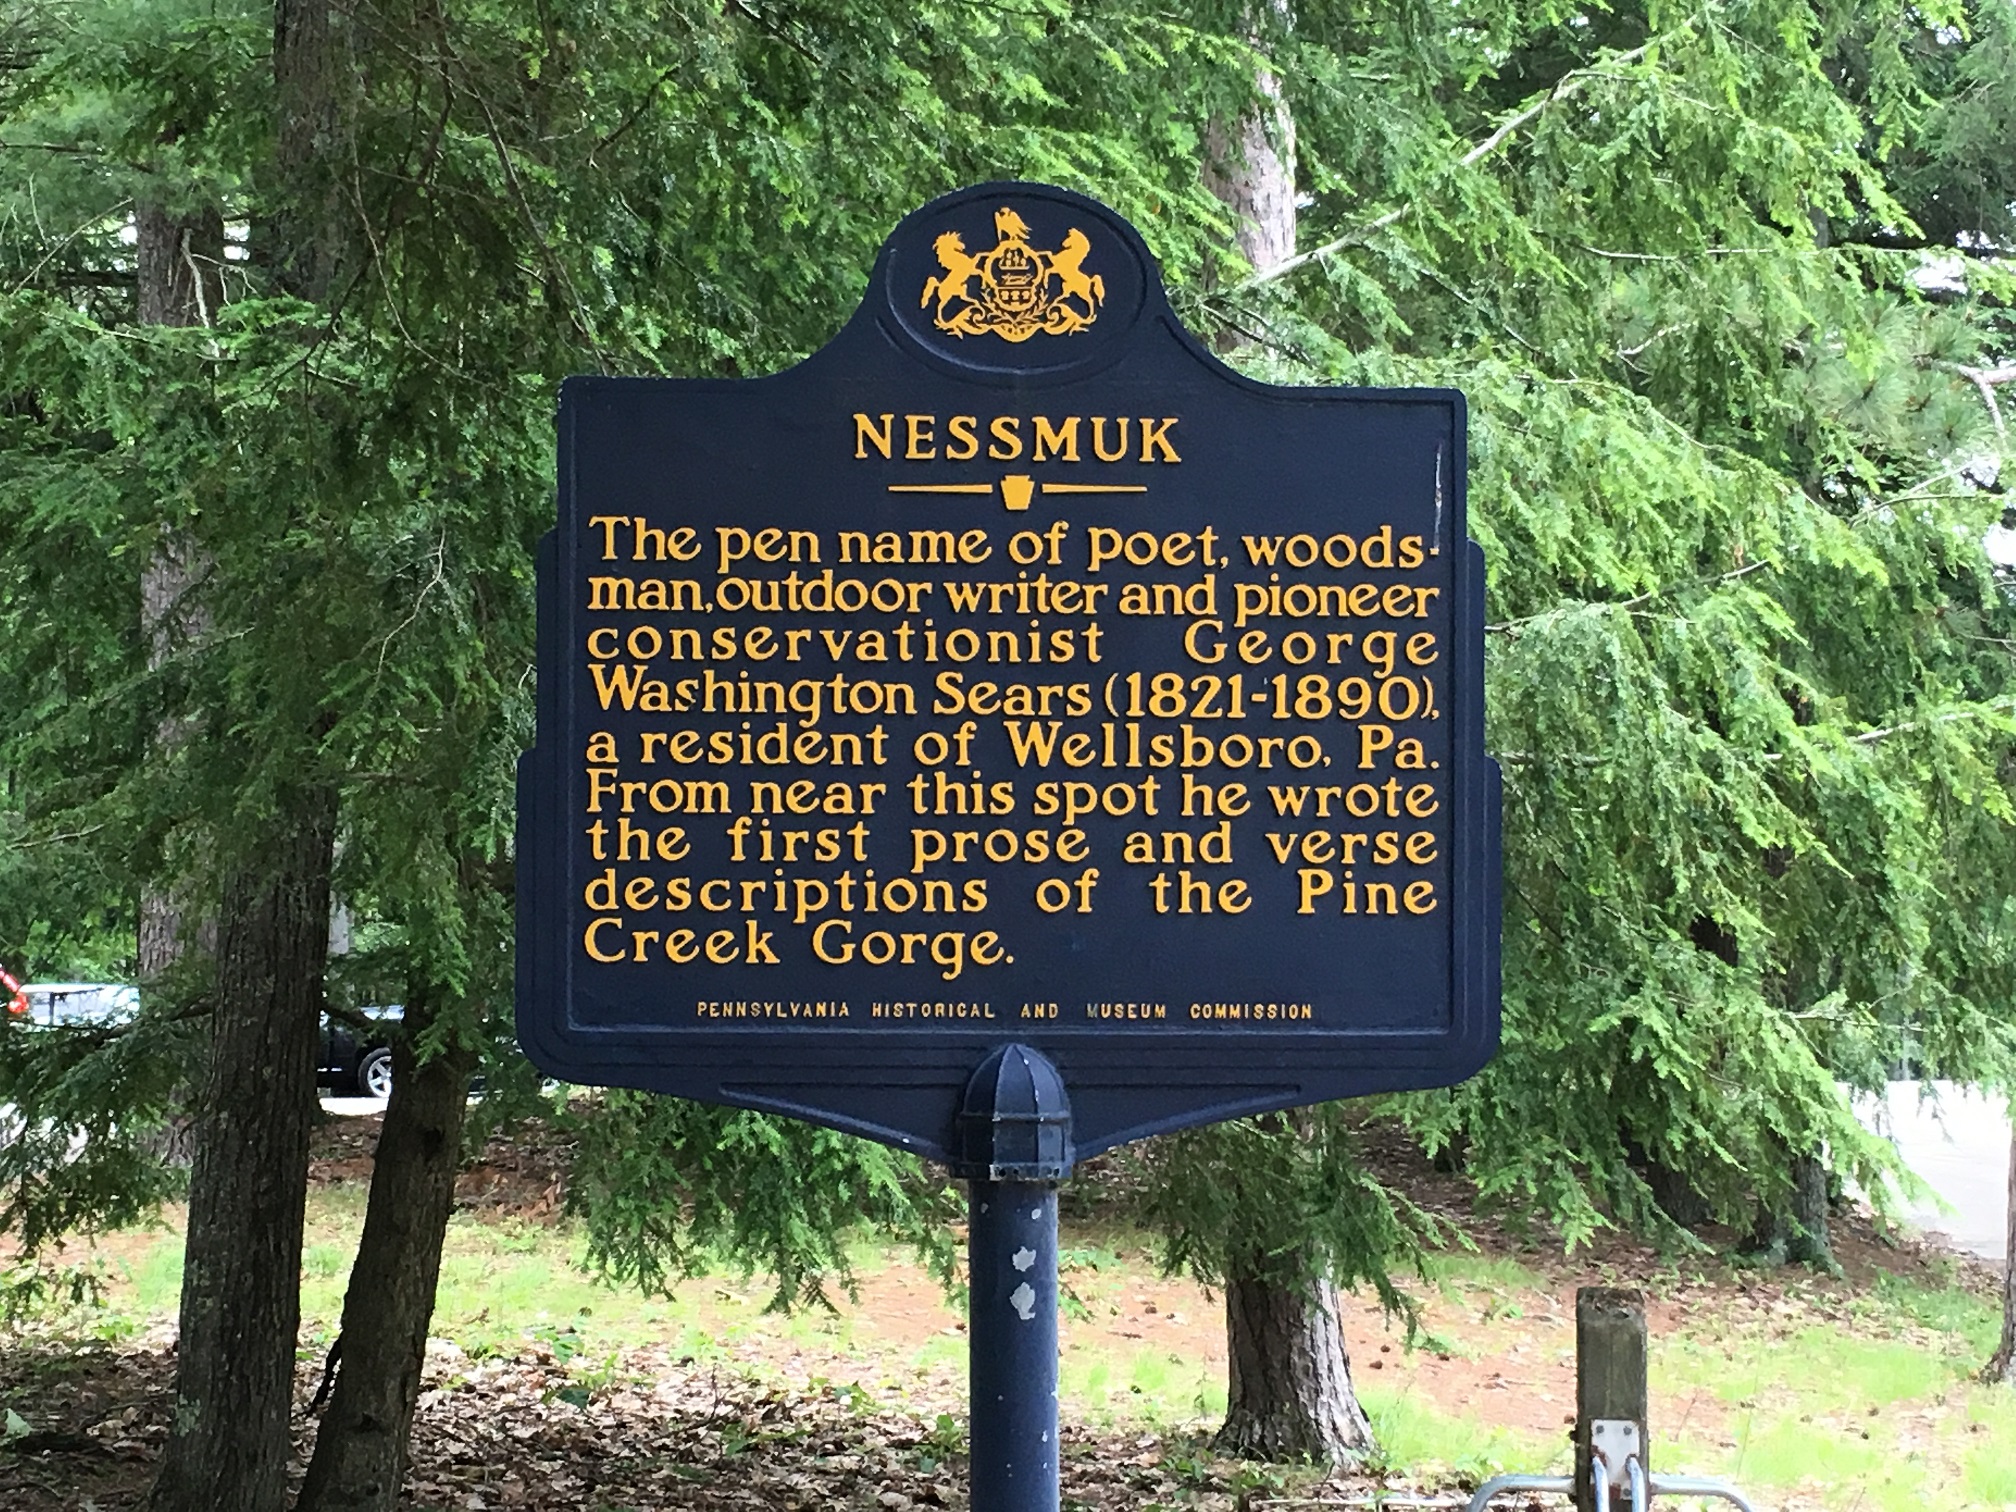 NESSMUK
The pen name of poet, woods-
man, outdoor writer and pioneer
conservationist George
Washington Sears (1821-1890),
a resident of Wellsboro, Pa.
From near this spot he wrote
the first prose and verse
descriptions of the Pine
Creek Gorge.
PENNSYLVANIA HISTORICAL AND MUSEUM COMMISSION